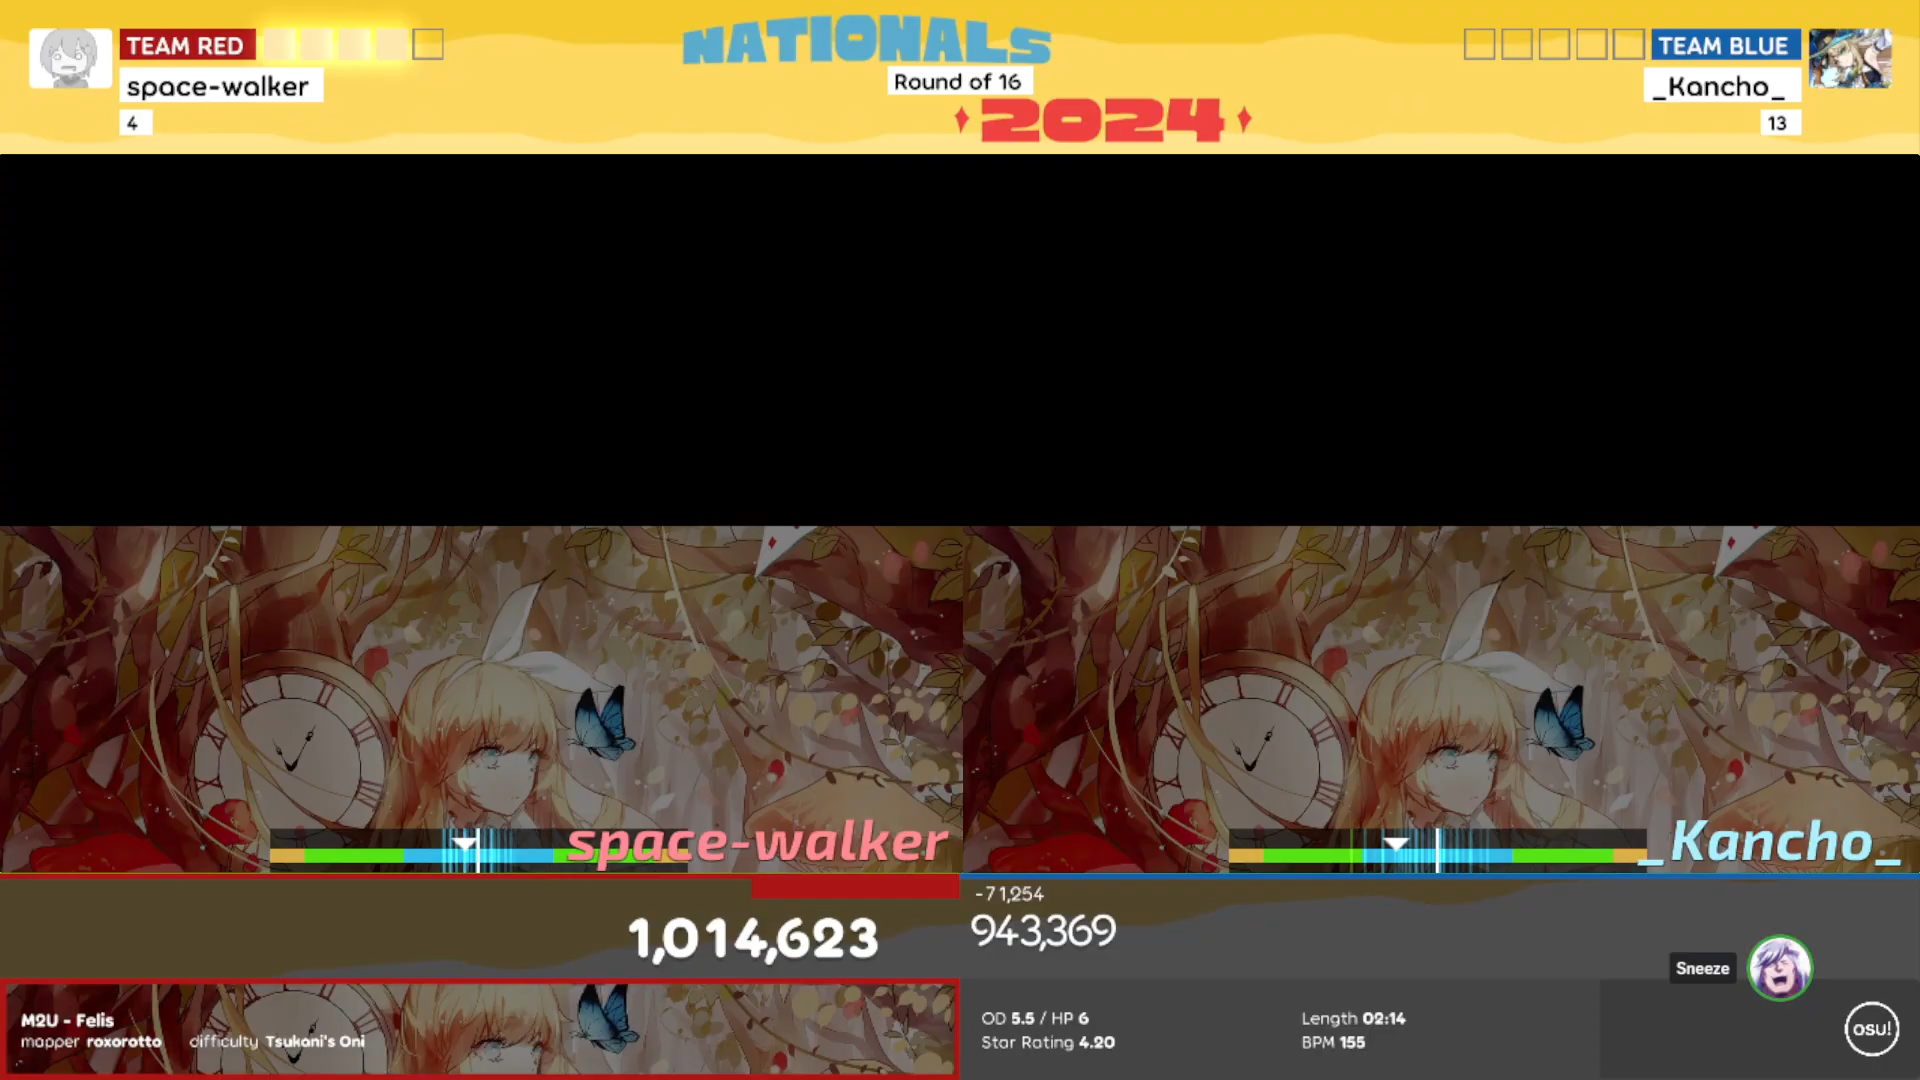 TEAM RED
space-walker
4
NATIONALS
Round of 16
2024
TEAM BLUE
_Kancho_
13
space-walker
_Kancho_
1,014,623
-71,254
943,369
Sneeze
M2U - Felis
mapper roxorotto difficulty Tsukani's Oni
OD 5.5 / HP 6
Star Rating 4.20
Length 02:14
BPM 155
osu!